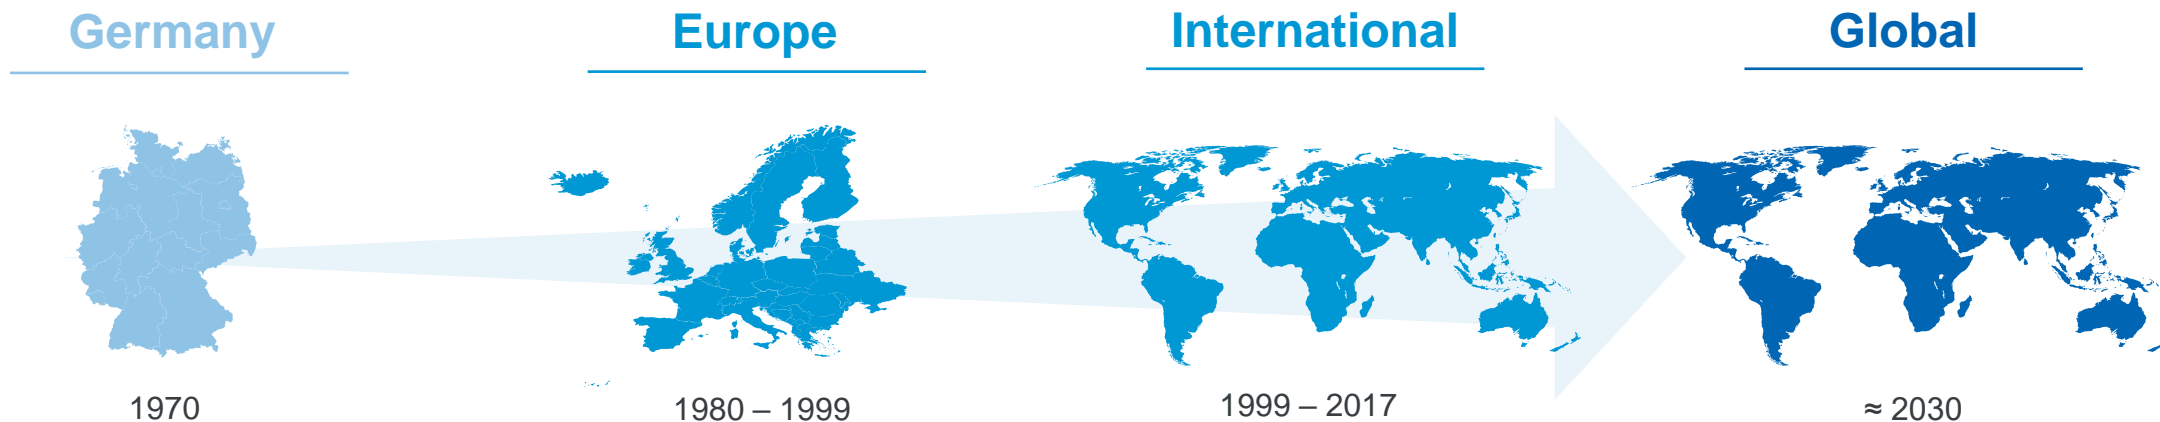 Germany
Europe
International
Global
1970
1980 – 1999
1999 – 2017
≈ 2030